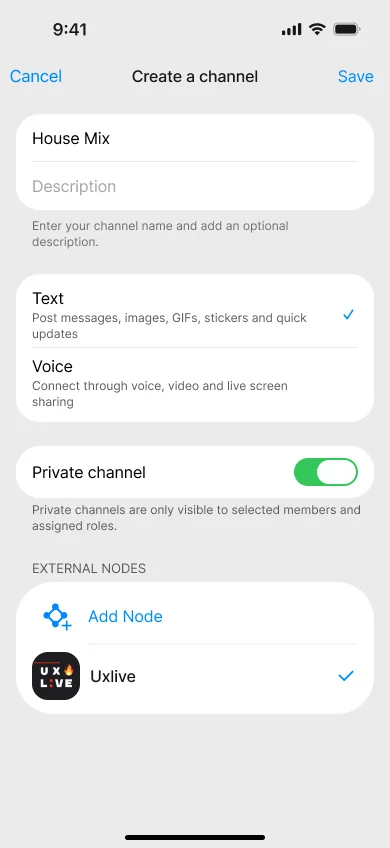 9:41
Cancel
Create a channel
Save
House Mix
Description
Enter your channel name and add an optional
description.
Text
Post messages, images, GIFs, stickers and quick
updates
Voice
Connect through voice, video and live screen
sharing
Private channel
Private channels are only visible to selected members and
assigned roles.
EXTERNAL NODES
Add Node
UX
L:VE
Uxlive